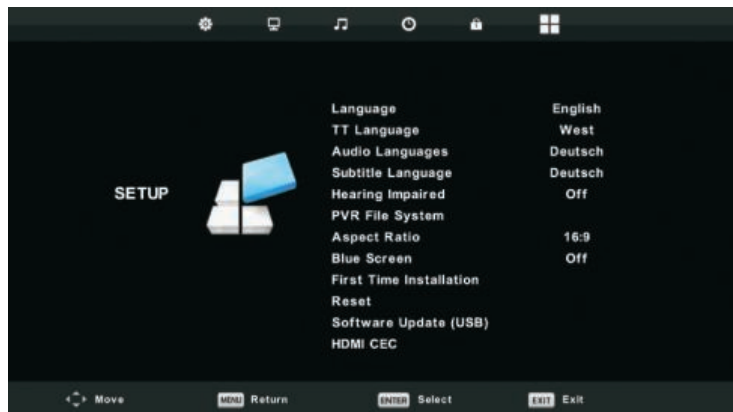 Language English
TT Language West
Audio Languages Deutsch
Subtitle Language Deutsch
SETUP Hearing Impaired Off
PVR File System
Aspect Ratio 16:9
Blue Screen Off
First Time Installation
Reset
Software Update (USB)
HDMI CEC
Move MENU Return ENTER Select EXIT Exit